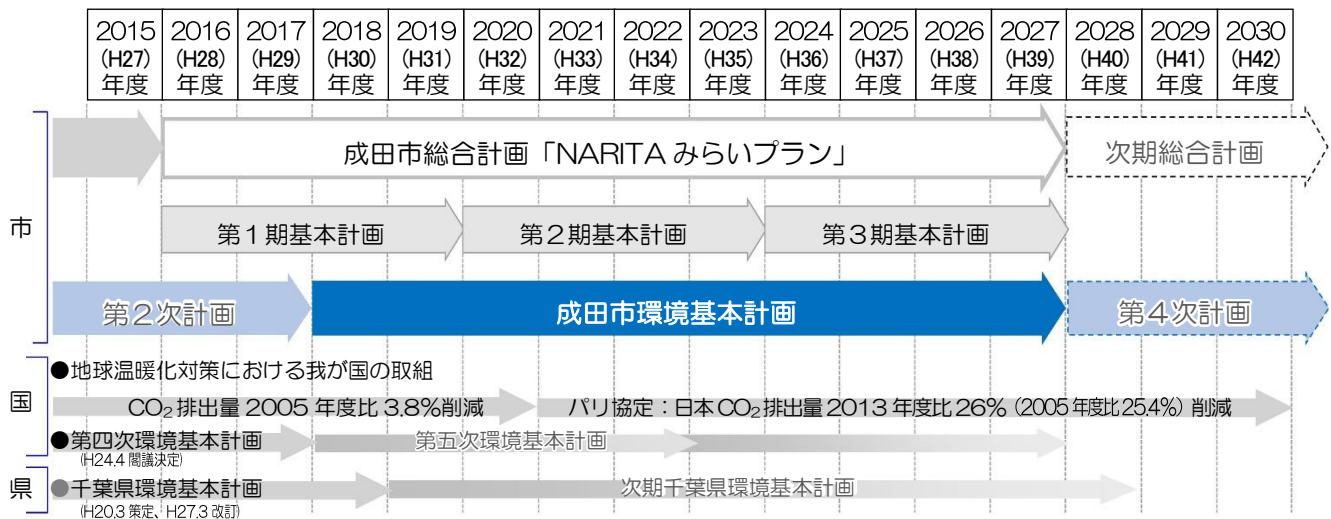 2015 2016 2017 2018 2019 2020 2021 2022 2023 2024 2025 2026 2027 2028 2029 2030
(H27) (H28) (H29) (H30) (H31) (H32) (H33) (H34) (H35) (H36) (H37) (H38) (H39) (H40) (H41) (H42)
年度 年度 年度 年度 年度 年度 年度 年度 年度 年度 年度 年度 年度 年度 年度 年度
成田市総合計画「NARITAみらいプラン」 次期総合計画
市
第1期基本計画 第2期基本計画 第3期基本計画
第2次計画 成田市環境基本計画 第4次計画
国
●地球温暖化対策における我が国の取組
CO₂排出量 2005 年度比 3.8%削減 パリ協定：日本CO₂排出量 2013 年度比 26%（2005 年度比 25.4%）削減
●第四次環境基本計画 第五次環境基本計画
(H24.4 閣議決定)
県
●千葉県環境基本計画 次期千葉県環境基本計画
(H20.3 策定、H27.3 改訂)